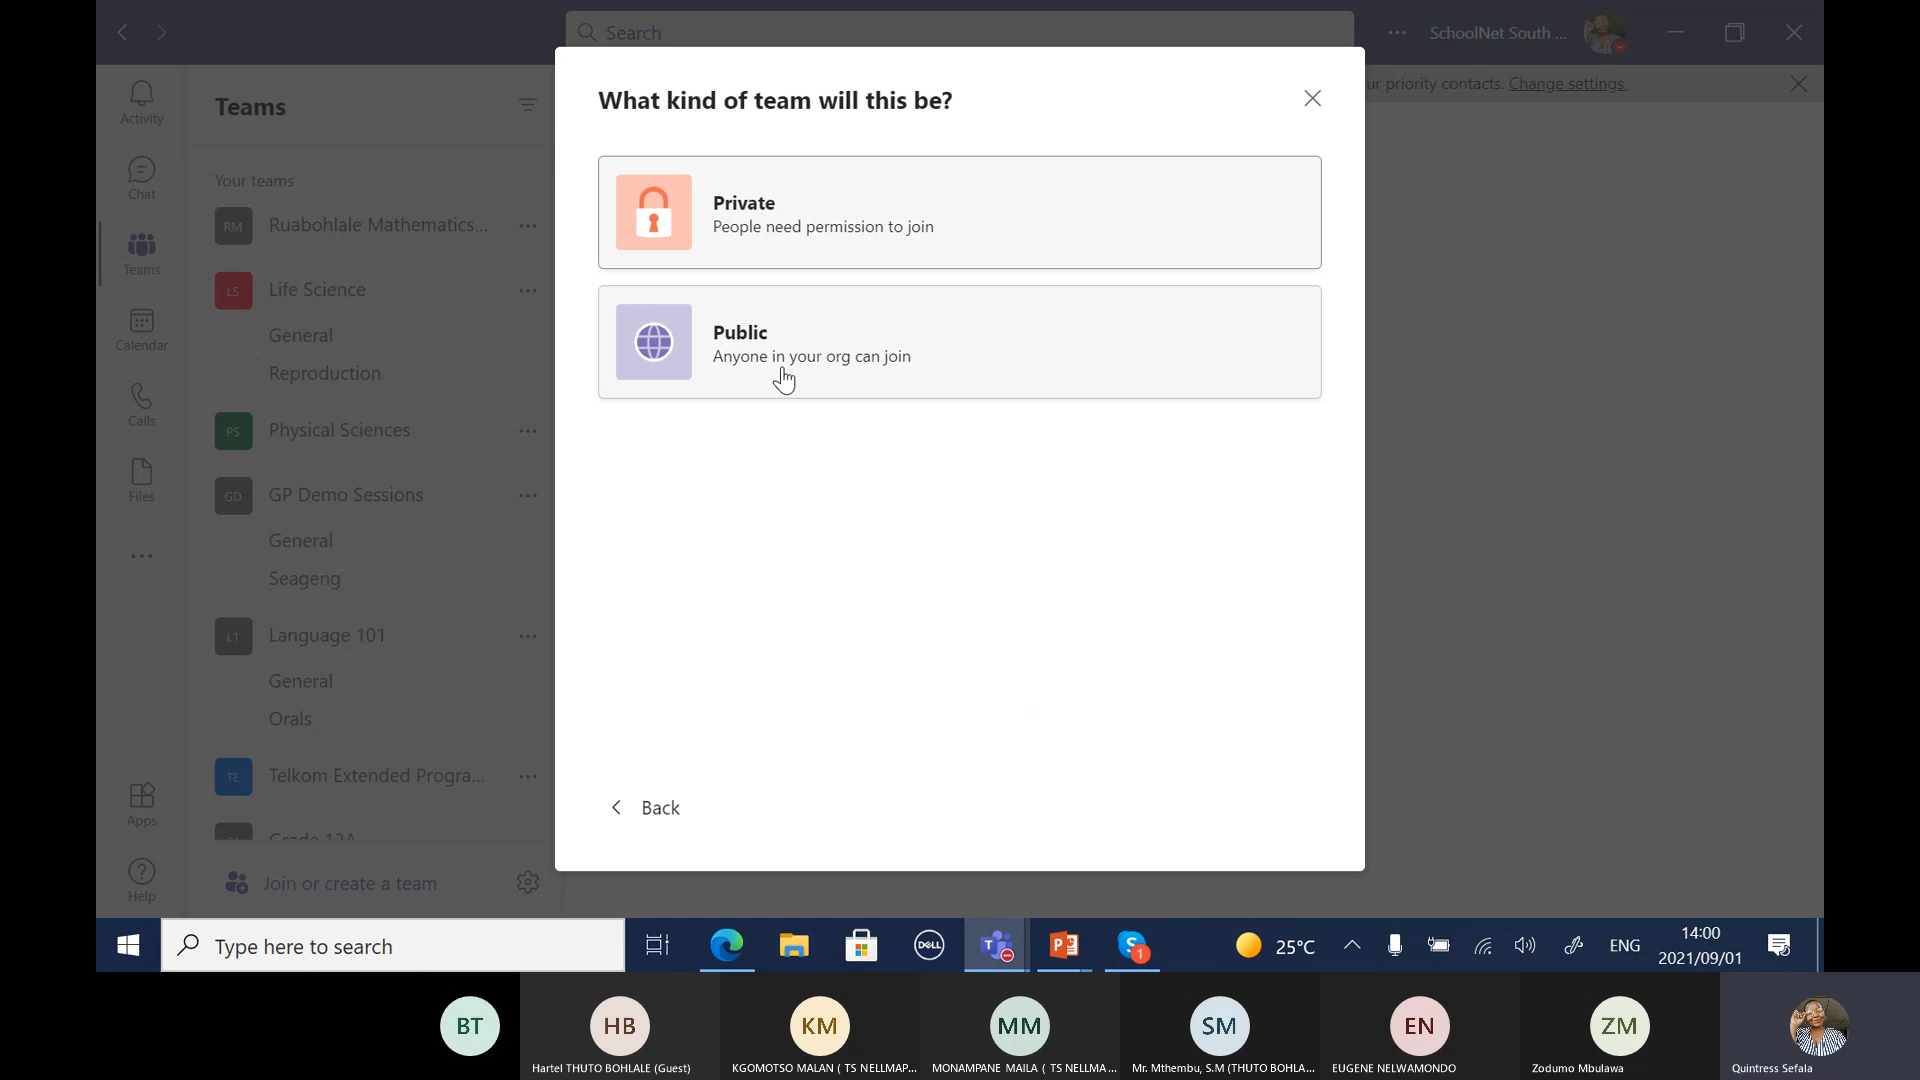 Search
SchoolNet South ...
Activity
Chat
Teams
Calendar
Calls
Files
Apps
Help
Teams
Your teams
RM Ruabohlale Mathematics...
LS Life Science
General
Reproduction
PS Physical Sciences
GD GP Demo Sessions
General
Seageng
L1 Language 101
General
Orals
TE Telkom Extended Progra...
Grade 12A
Join or create a team
What kind of team will this be?
Private
People need permission to join
Public
Anyone in your org can join
Back
ur priority contacts. Change settings.
Type here to search
DELL
T
P
S
1
25°C
ENG
14:00
2021/09/01
BT
HB
KM
MM
SM
EN
ZM
Hartel THUTO BOHLALE (Guest)
KGOMOTSO MALAN ( TS NELLMAP...
MONAMPANE MAILA ( TS NELLMA ...
Mr. Mthembu, S.M (THUTO BOHLA...
EUGENE NELWAMONDO
Zodumo Mbulawa
Quintress Sefala